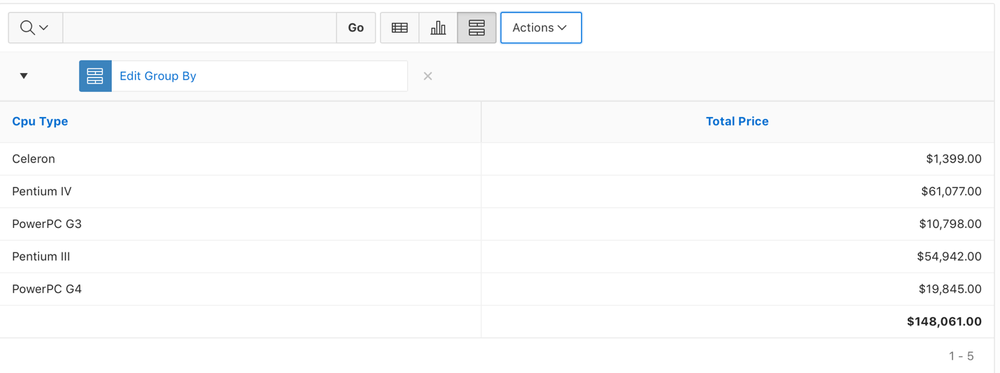 Go Actions
Edit Group By
Cpu Type Total Price
Celeron $1,399.00
Pentium IV $61,077.00
PowerPC G3 $10,798.00
Pentium III $54,942.00
PowerPC G4 $19,845.00
$148,061.00
1 - 5